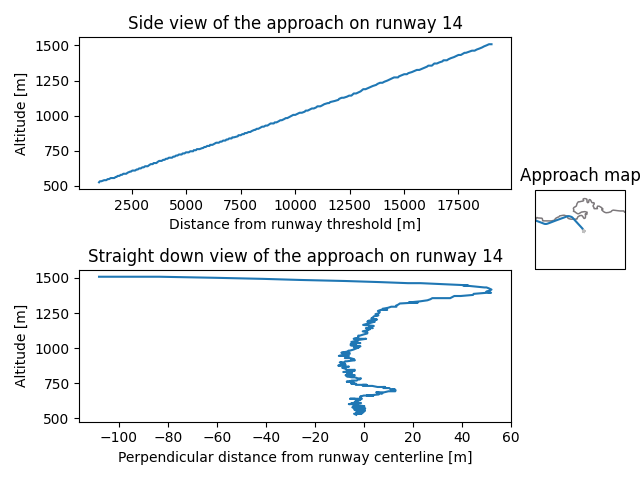 Side view of the approach on runway 14
Altitude [m]
1500
1250
1000
750
500
2500 5000 7500 10000 12500 15000 17500
Distance from runway threshold [m]
Approach map
Straight down view of the approach on runway 14
Altitude [m]
1500
1250
1000
750
500
−100 −80 −60 −40 −20 0 20 40 60
Perpendicular distance from runway centerline [m]